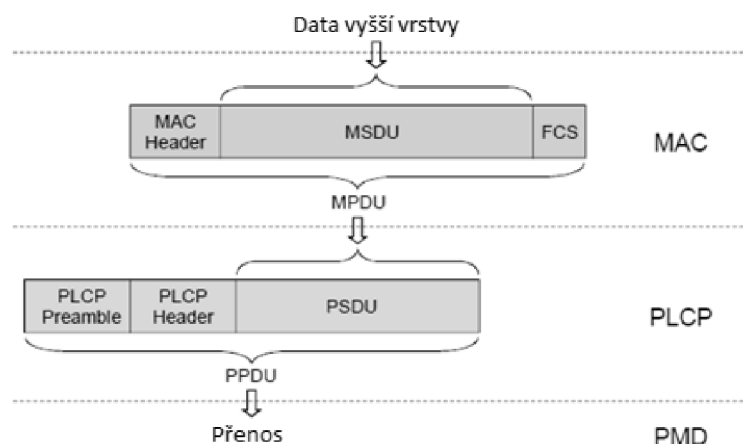 Data vyšší vrstvy
MAC
Header
MSDU
FCS
MAC
MPDU
PLCP
Preamble
PLCP
Header
PSDU
PLCP
PPDU
Přenos
PMD